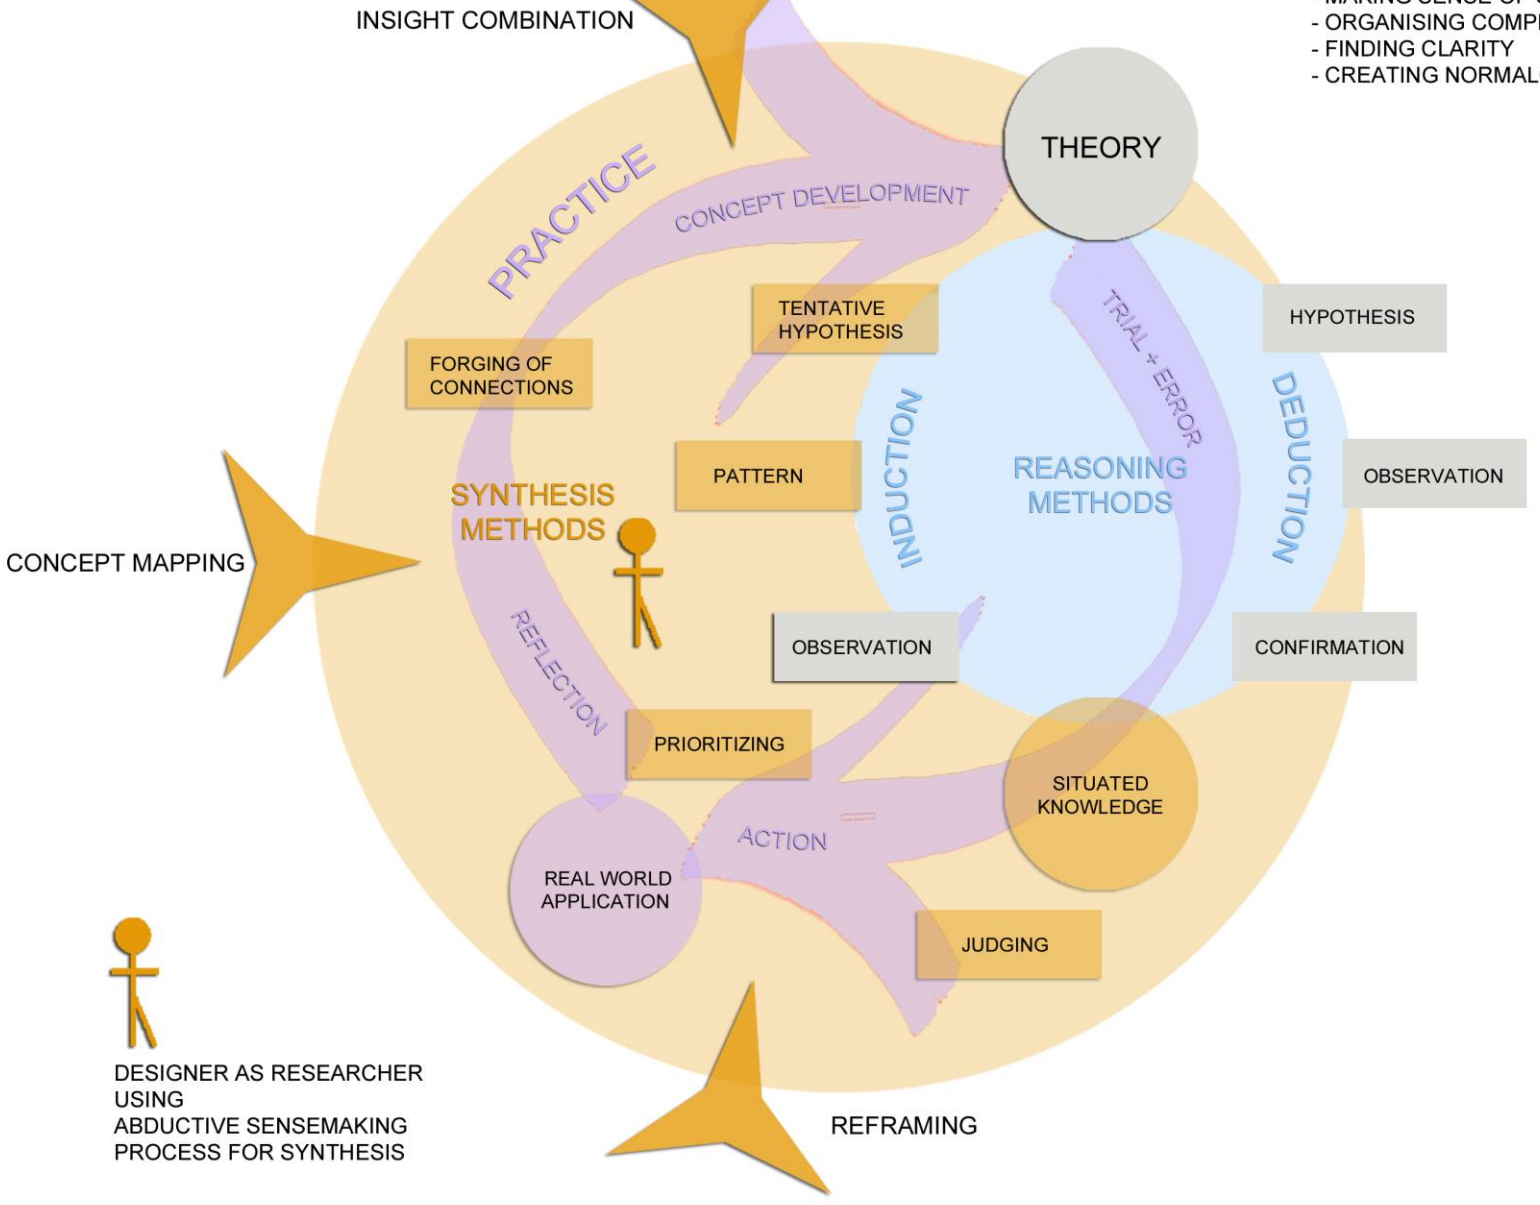 INSIGHT COMBINATION
- ORGANISING
- FINDING CLARITY
- CREATING
THEORY
PRACTICE
CONCEPT DEVELOPMENT
TENTATIVE
HYPOTHESIS
TRIAL + ERROR
HYPOTHESIS
FORGING OF
CONNECTIONS
INDUCTION
DEDUCTION
PATTERN
REASONING
METHODS
OBSERVATION
SYNTHESIS
METHODS
CONCEPT MAPPING
REFLECTION
OBSERVATION
CONFIRMATION
PRIORITIZING
SITUATED
KNOWLEDGE
ACTION
REAL WORLD
APPLICATION
JUDGING
DESIGNER AS RESEARCHER
USING
ABDUCTIVE SENSEMAKING
PROCESS FOR SYNTHESIS
REFRAMING